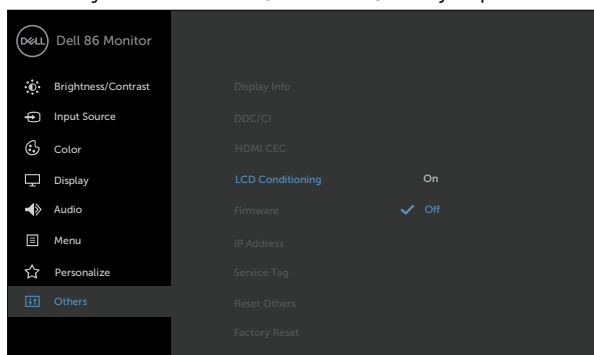 DELL Dell 86 Monitor
Brightness/Contrast
Display Info
Input Source
DDC/CI
Color
HDMI CEC
Display
LCD Conditioning On
Audio
Firmware Off
Menu
IP Address
Personalize
Service Tag
Others
Reset Others
Factory Reset